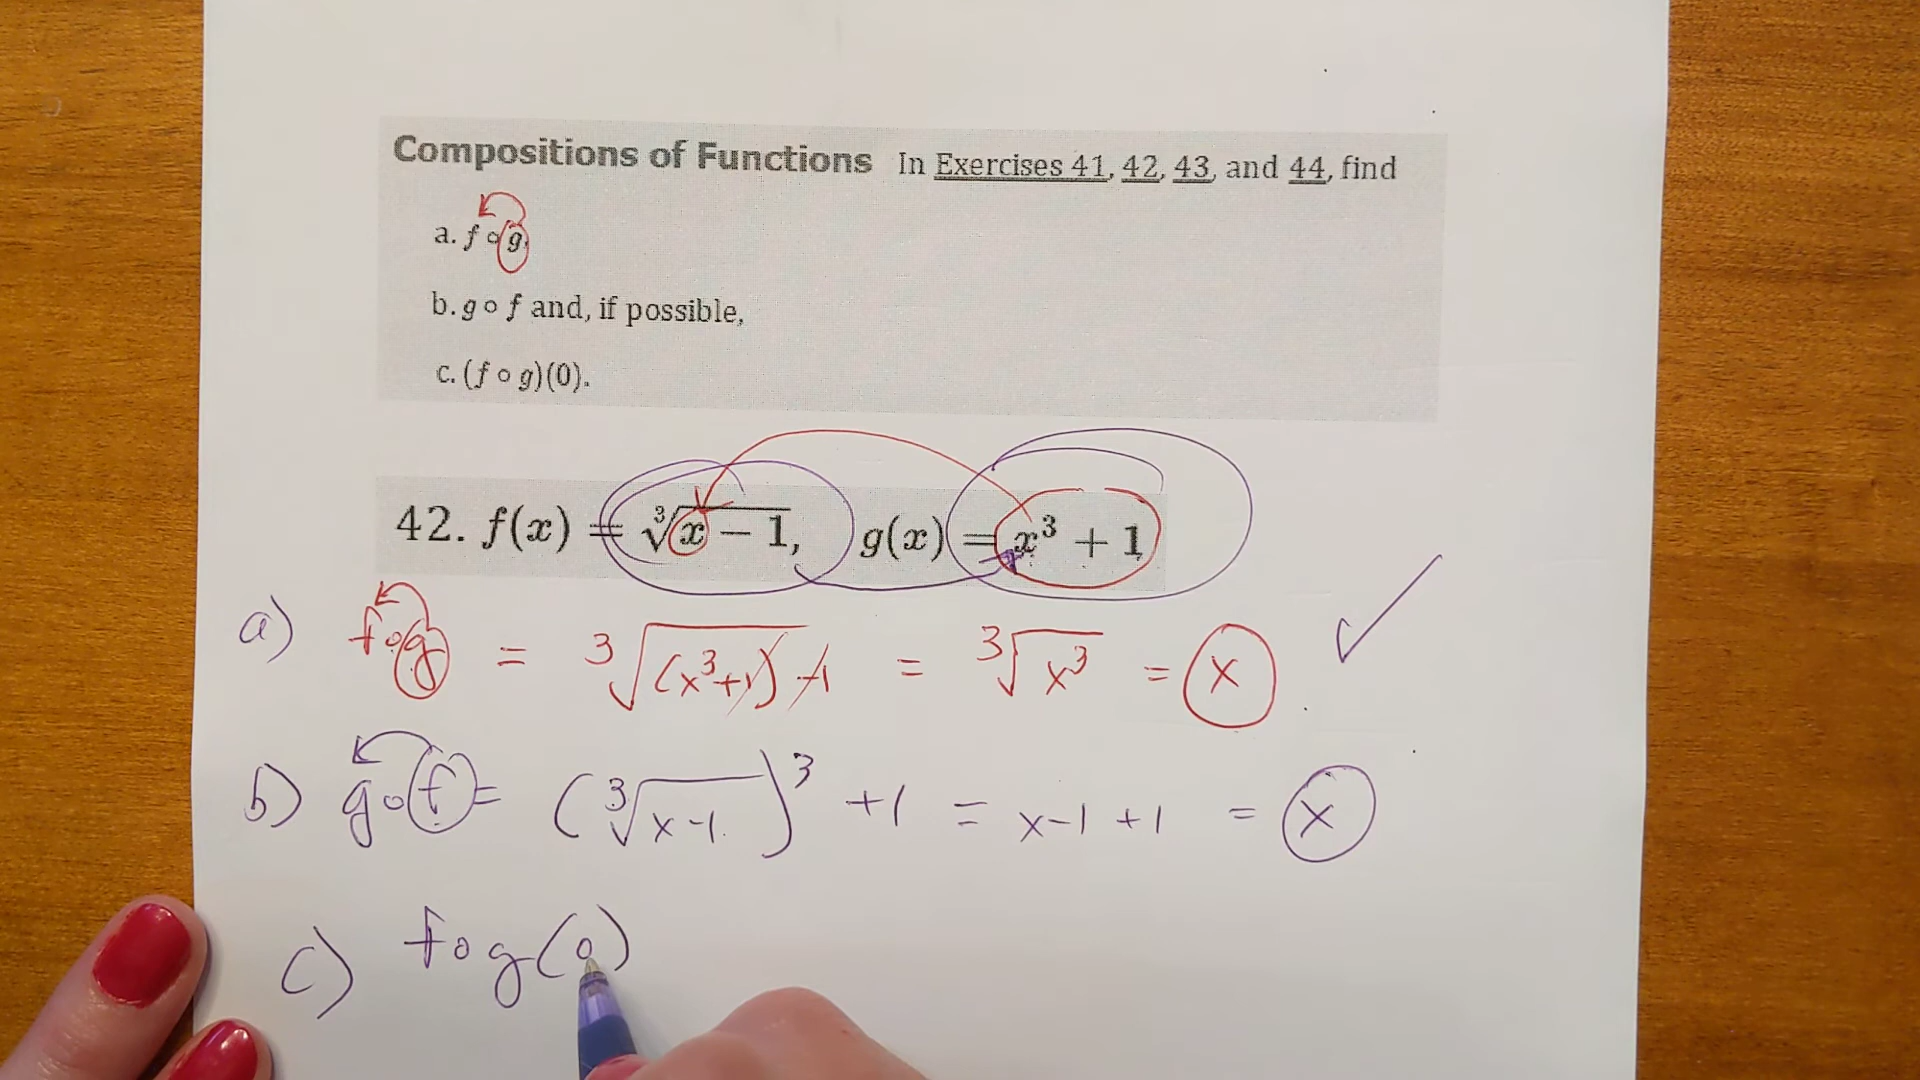 Compositions of Functions In Exercises 41, 42, 43, and 44, find
a. f ∘ g
b. g ∘ f and, if possible,
c. (f ∘ g)(0).
42. f(x) = ∛(x − 1), g(x) = x³ + 1
a) f∘g = ∛((x³+1)-1) = ∛(x³) = x ✓
b) g∘f = (∛(x-1))³ +1 = x-1 +1 = x
c) f∘g(0)